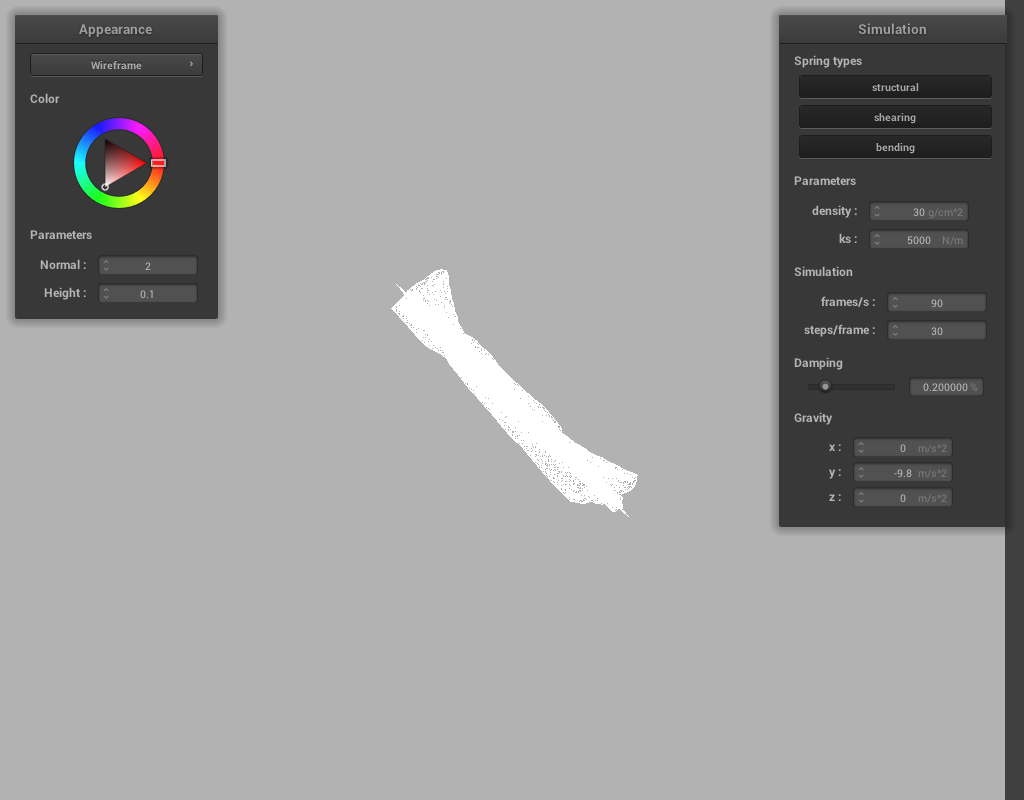 Appearance
Wireframe
Color
Parameters
Normal : 2
Height : 0.1
Simulation
Spring types
structural
shearing
bending
Parameters
density : 30 g/cm^2
ks : 5000 N/m
Simulation
frames/s : 90
steps/frame : 30
Damping
0.200000 %
Gravity
x : 0 m/s^2
y : -9.8 m/s^2
z : 0 m/s^2